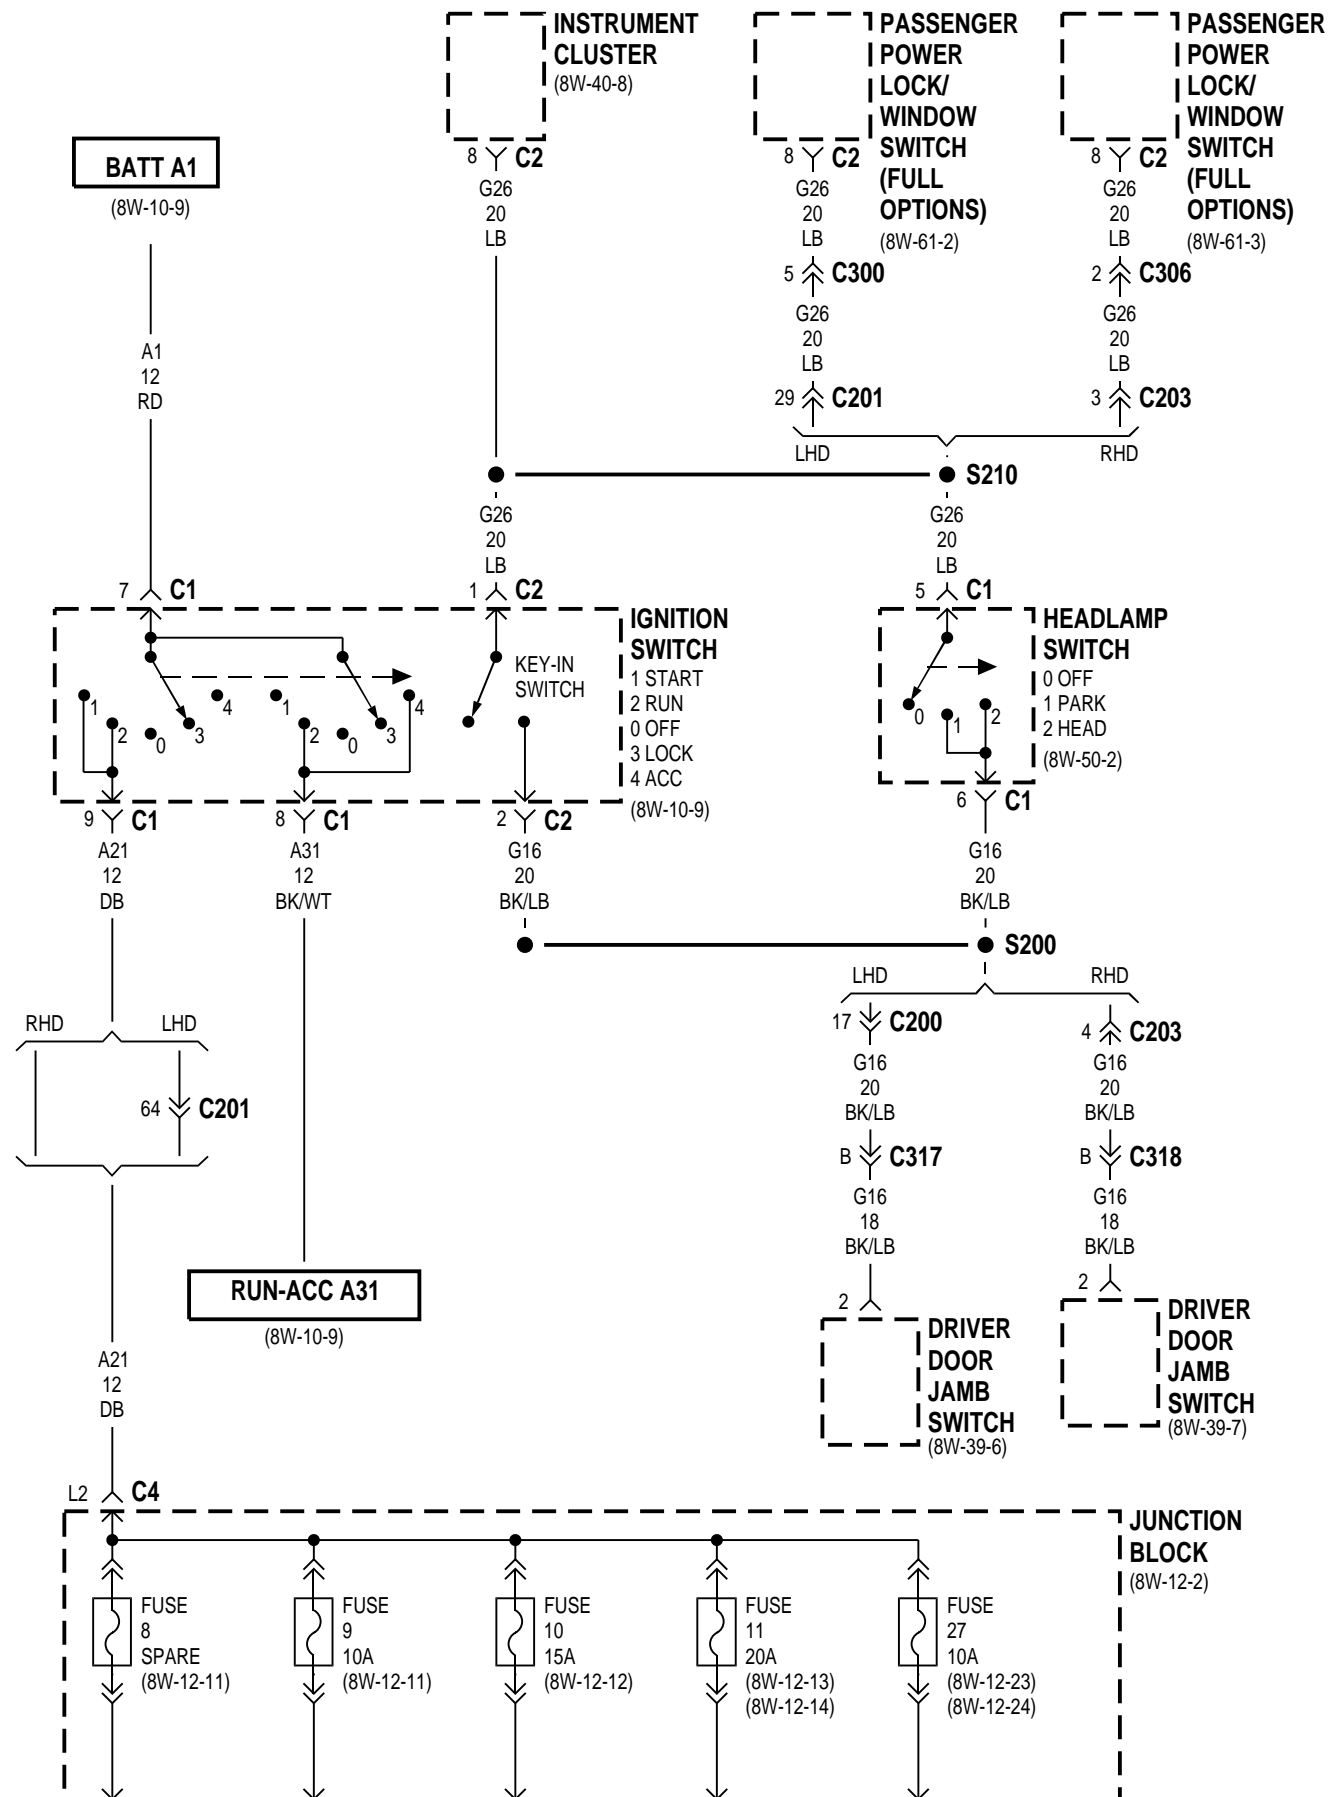 INSTRUMENT
CLUSTER
(8W-40-8)
8
C2
G26
20
LB
PASSENGER
POWER
LOCK/
WINDOW
SWITCH
(FULL
OPTIONS)
(8W-61-2)
8
C2
G26
20
LB
5
C300
G26
20
LB
29
C201
LHD
PASSENGER
POWER
LOCK/
WINDOW
SWITCH
(FULL
OPTIONS)
(8W-61-3)
8
C2
G26
20
LB
2
C306
G26
20
LB
3
C203
RHD
BATT A1
(8W-10-9)
A1
12
RD
S210
G26
20
LB
G26
20
LB
7
C1
1
C2
5
C1
IGNITION
SWITCH
1 START
2 RUN
0 OFF
3 LOCK
4 ACC
(8W-10-9)
KEY-IN
SWITCH
1
2
0
3
4
1
2
0
3
4
HEADLAMP
SWITCH
0 OFF
1 PARK
2 HEAD
(8W-50-2)
0
1
2
9
C1
8
C1
2
C2
6
C1
A21
12
DB
A31
12
BK/WT
G16
20
BK/LB
G16
20
BK/LB
S200
LHD
RHD
17
C200
G16
20
BK/LB
B
C317
G16
18
BK/LB
2
DRIVER
DOOR
JAMB
SWITCH
(8W-39-6)
4
C203
G16
20
BK/LB
B
C318
G16
18
BK/LB
2
DRIVER
DOOR
JAMB
SWITCH
(8W-39-7)
RHD
LHD
64
C201
RUN-ACC A31
(8W-10-9)
A21
12
DB
L2
C4
JUNCTION
BLOCK
(8W-12-2)
FUSE
8
SPARE
(8W-12-11)
FUSE
9
10A
(8W-12-11)
FUSE
10
15A
(8W-12-12)
FUSE
11
20A
(8W-12-13)
(8W-12-14)
FUSE
27
10A
(8W-12-23)
(8W-12-24)